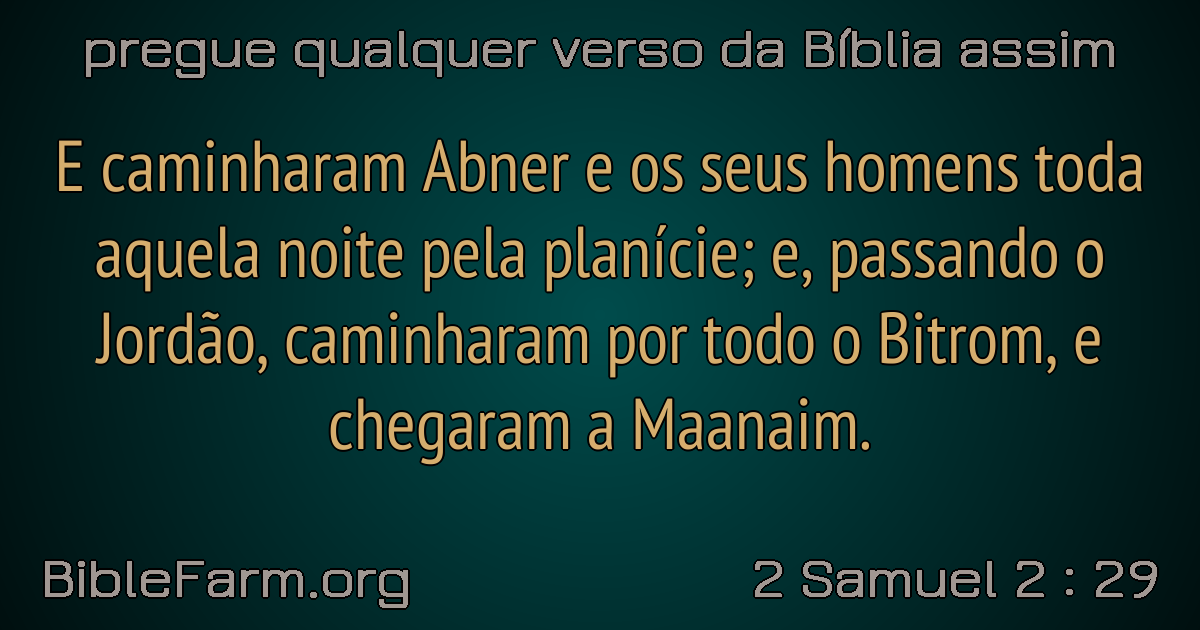 pregue qualquer verso da Bíblia assim
E caminharam Abner e os seus homens toda
aquela noite pela planície; e, passando o
Jordão, caminharam por todo o Bitrom, e
chegaram a Maanaim.
BibleFarm.org
2 Samuel 2 : 29